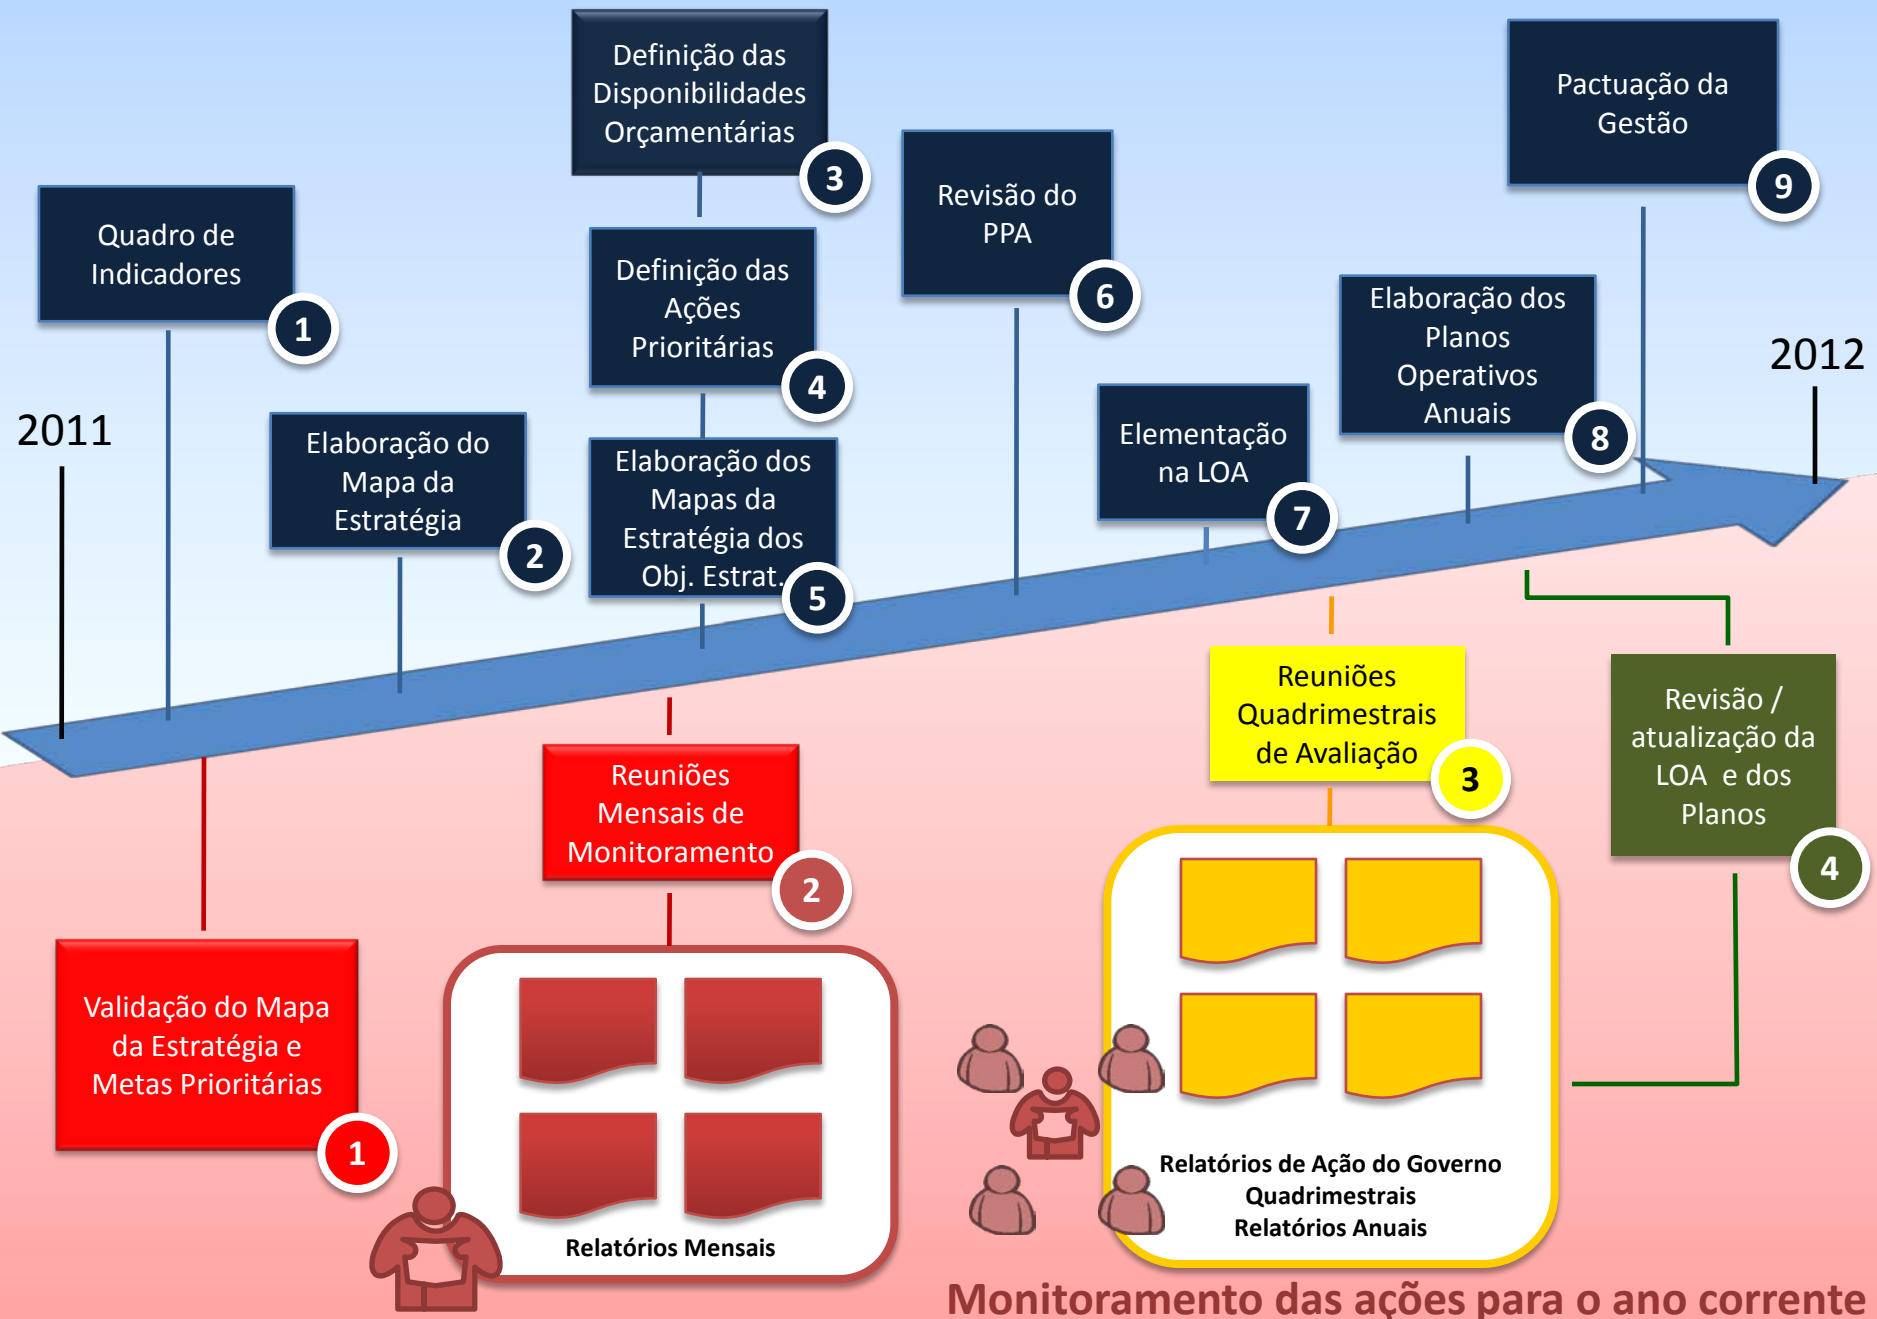 Definição das
Disponibilidades
Orçamentárias
3
Pactuação da
Gestão
9
Quadro de
Indicadores
1
Definição das
Ações
Prioritárias
4
Revisão do
PPA
6
Elaboração dos
Planos
Operativos
Anuais
8
2012
2011
Elaboração do
Mapa da
Estratégia
2
Elaboração dos
Mapas da
Estratégia dos
Obj. Estrat.
5
Elementação
na LOA
7
Validação do Mapa
da Estratégia e
Metas Prioritárias
1
Reuniões
Mensais de
Monitoramento
2
Relatórios Mensais
Reuniões
Quadrimestrais
de Avaliação
3
Relatórios de Ação do Governo
Quadrimestrais
Relatórios Anuais
Revisão /
atualização da
LOA e dos
Planos
4
Monitoramento das ações para o ano corrente